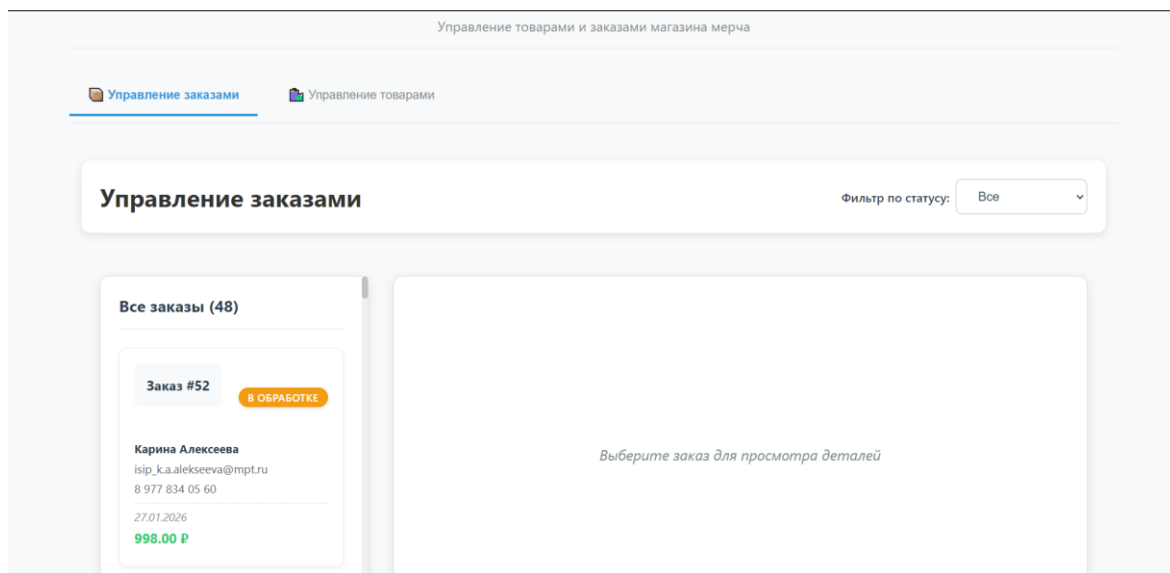 Управление товарами и заказами магазина мерча
Управление заказами
Управление товарами
Управление заказами
Фильтр по статусу: Все
Все заказы (48)
Заказ #52
В ОБРАБОТКЕ
Карина Алексеева
isip_k.a.alekseeva@mpt.ru
8 977 834 05 60
27.01.2026
998.00 ₽
Выберите заказ для просмотра деталей